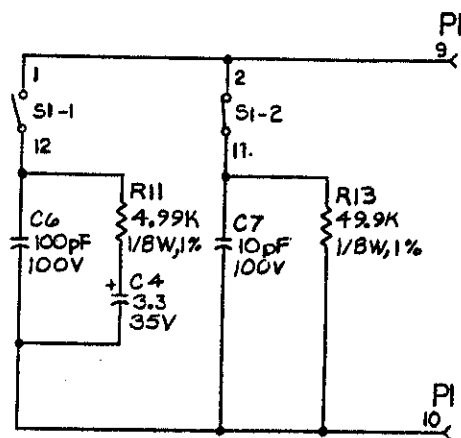 P1
9
1
S1-1
12
2
S1-2
11.
R11
4.99K
1/8W,1%
C6
100pF
100V
+ C4
3.3
35V
C7
10pF
100V
R13
49.9K
1/8W,1%
P1
10